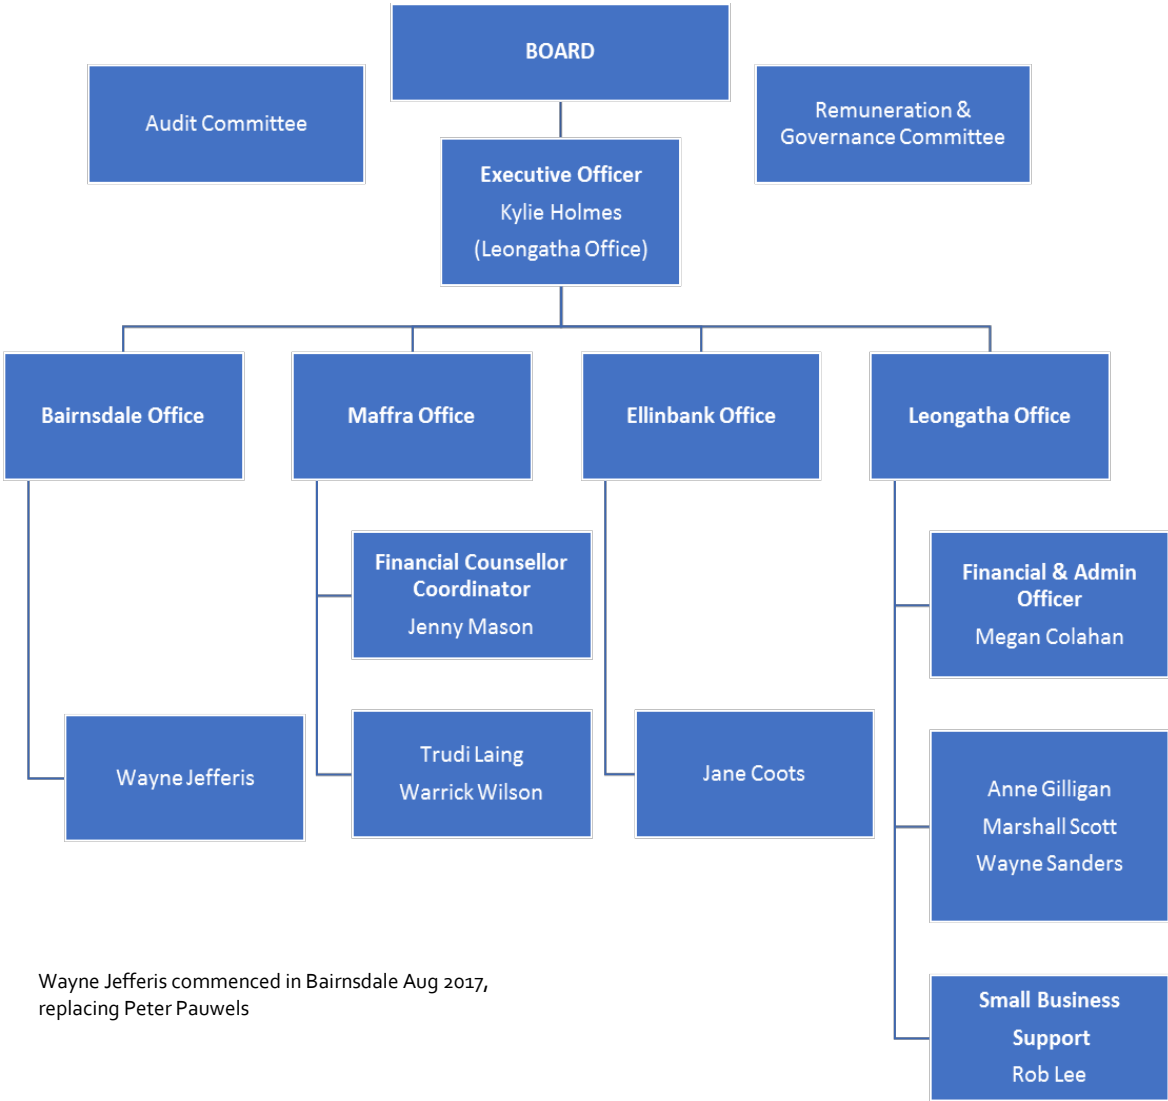 BOARD
Audit Committee
Remuneration &
Governance Committee
Executive Officer
Kylie Holmes
(Leongatha Office)
Bairnsdale Office
Maffra Office
Ellinbank Office
Leongatha Office
Financial Counsellor
Coordinator
Jenny Mason
Financial & Admin
Officer
Megan Colahan
Wayne Jefferis
Trudi Laing
Warrick Wilson
Jane Coots
Anne Gilligan
Marshall Scott
Wayne Sanders
Wayne Jefferis commenced in Bairnsdale Aug 2017,
replacing Peter Pauwels
Small Business
Support
Rob Lee